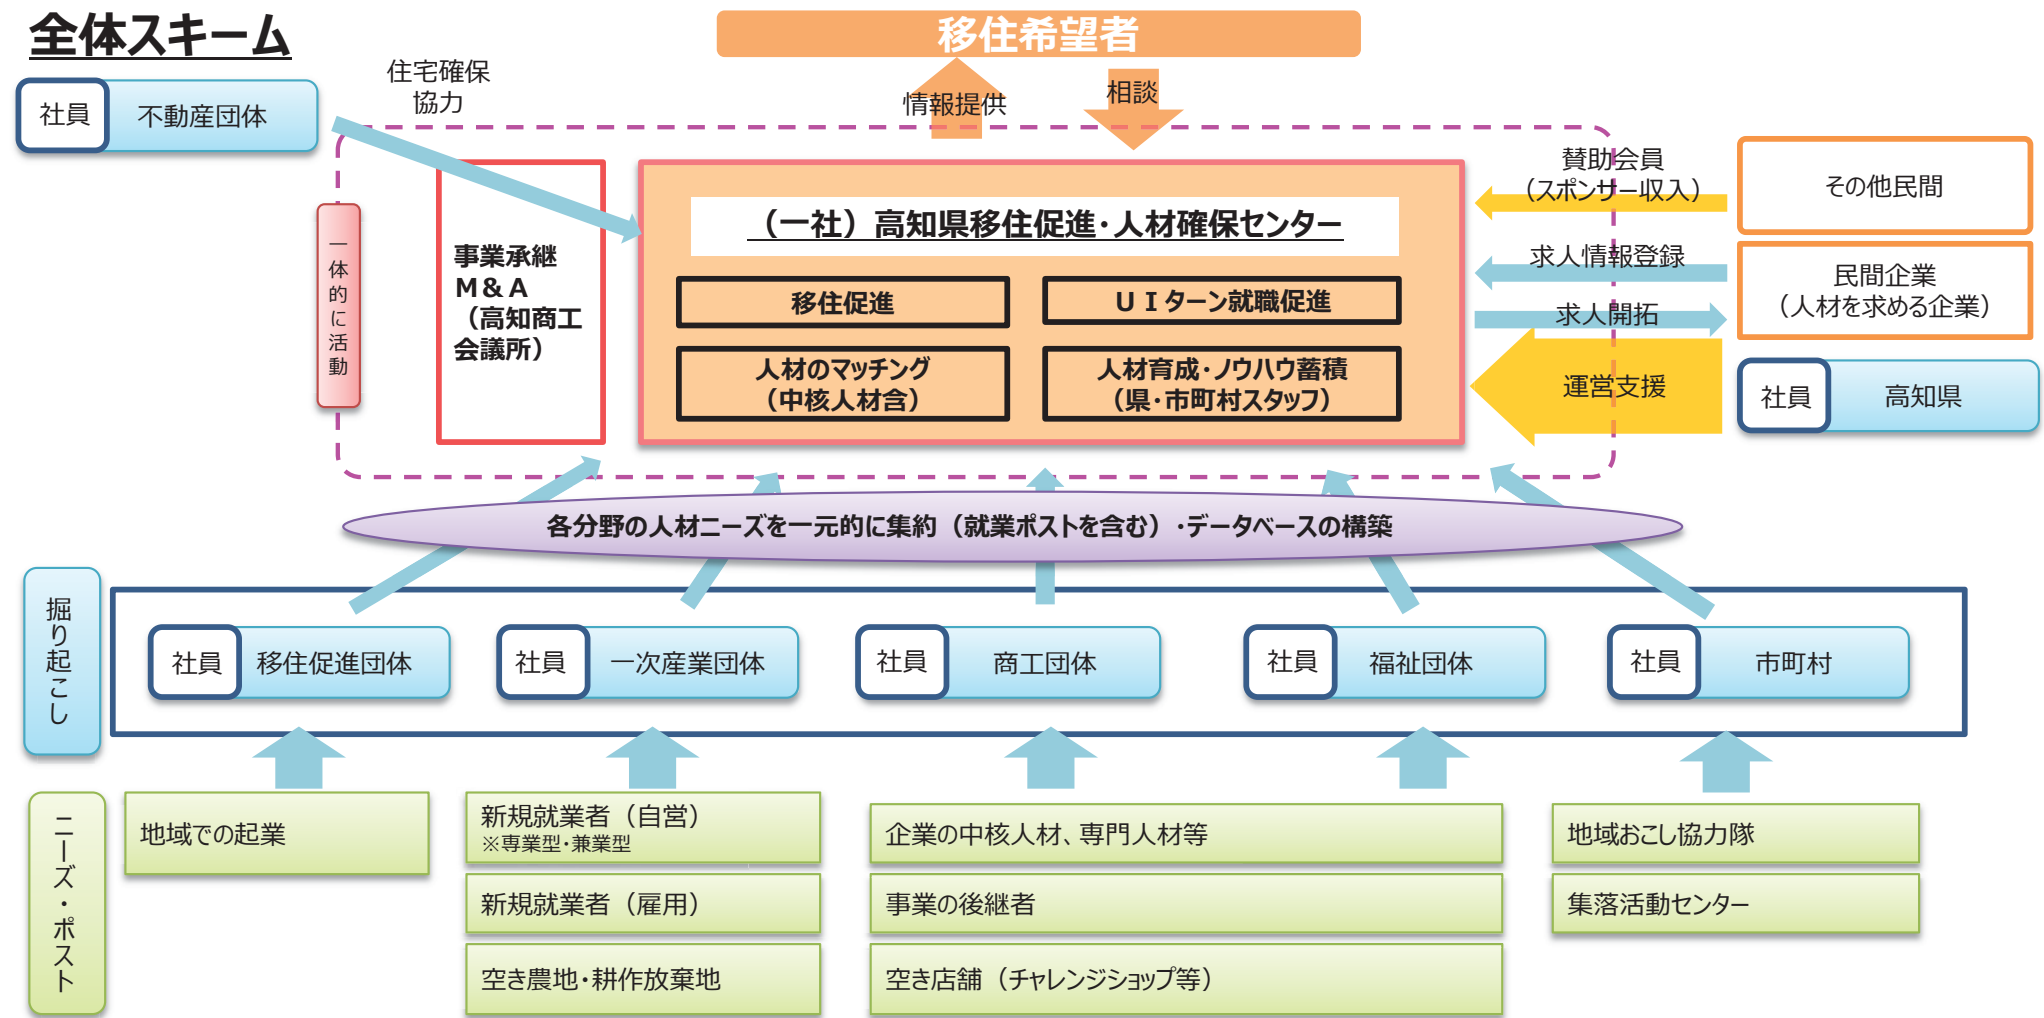 全体スキーム
移住希望者
社員
不動産団体
住宅確保
協力
情報提供
相談
一体的に活動
事業承継
M&A
（高知商工
会議所）
（一社）高知県移住促進・人材確保センター
移住促進
ＵＩターン就職促進
人材のマッチング
（中核人材含）
人材育成・ノウハウ蓄積
（県・市町村スタッフ）
賛助会員
（スポンサー収入）
その他民間
求人情報登録
求人開拓
民間企業
（人材を求める企業）
運営支援
社員
高知県
各分野の人材ニーズを一元的に集約（就業ポストを含む）・データベースの構築
掘り起こし
社員
移住促進団体
社員
一次産業団体
社員
商工団体
社員
福祉団体
社員
市町村
ニーズ・ポスト
地域での起業
新規就業者（自営）
※専業型・兼業型
新規就業者（雇用）
空き農地・耕作放棄地
企業の中核人材、専門人材等
事業の後継者
空き店舗（チャレンジショップ等）
地域おこし協力隊
集落活動センター